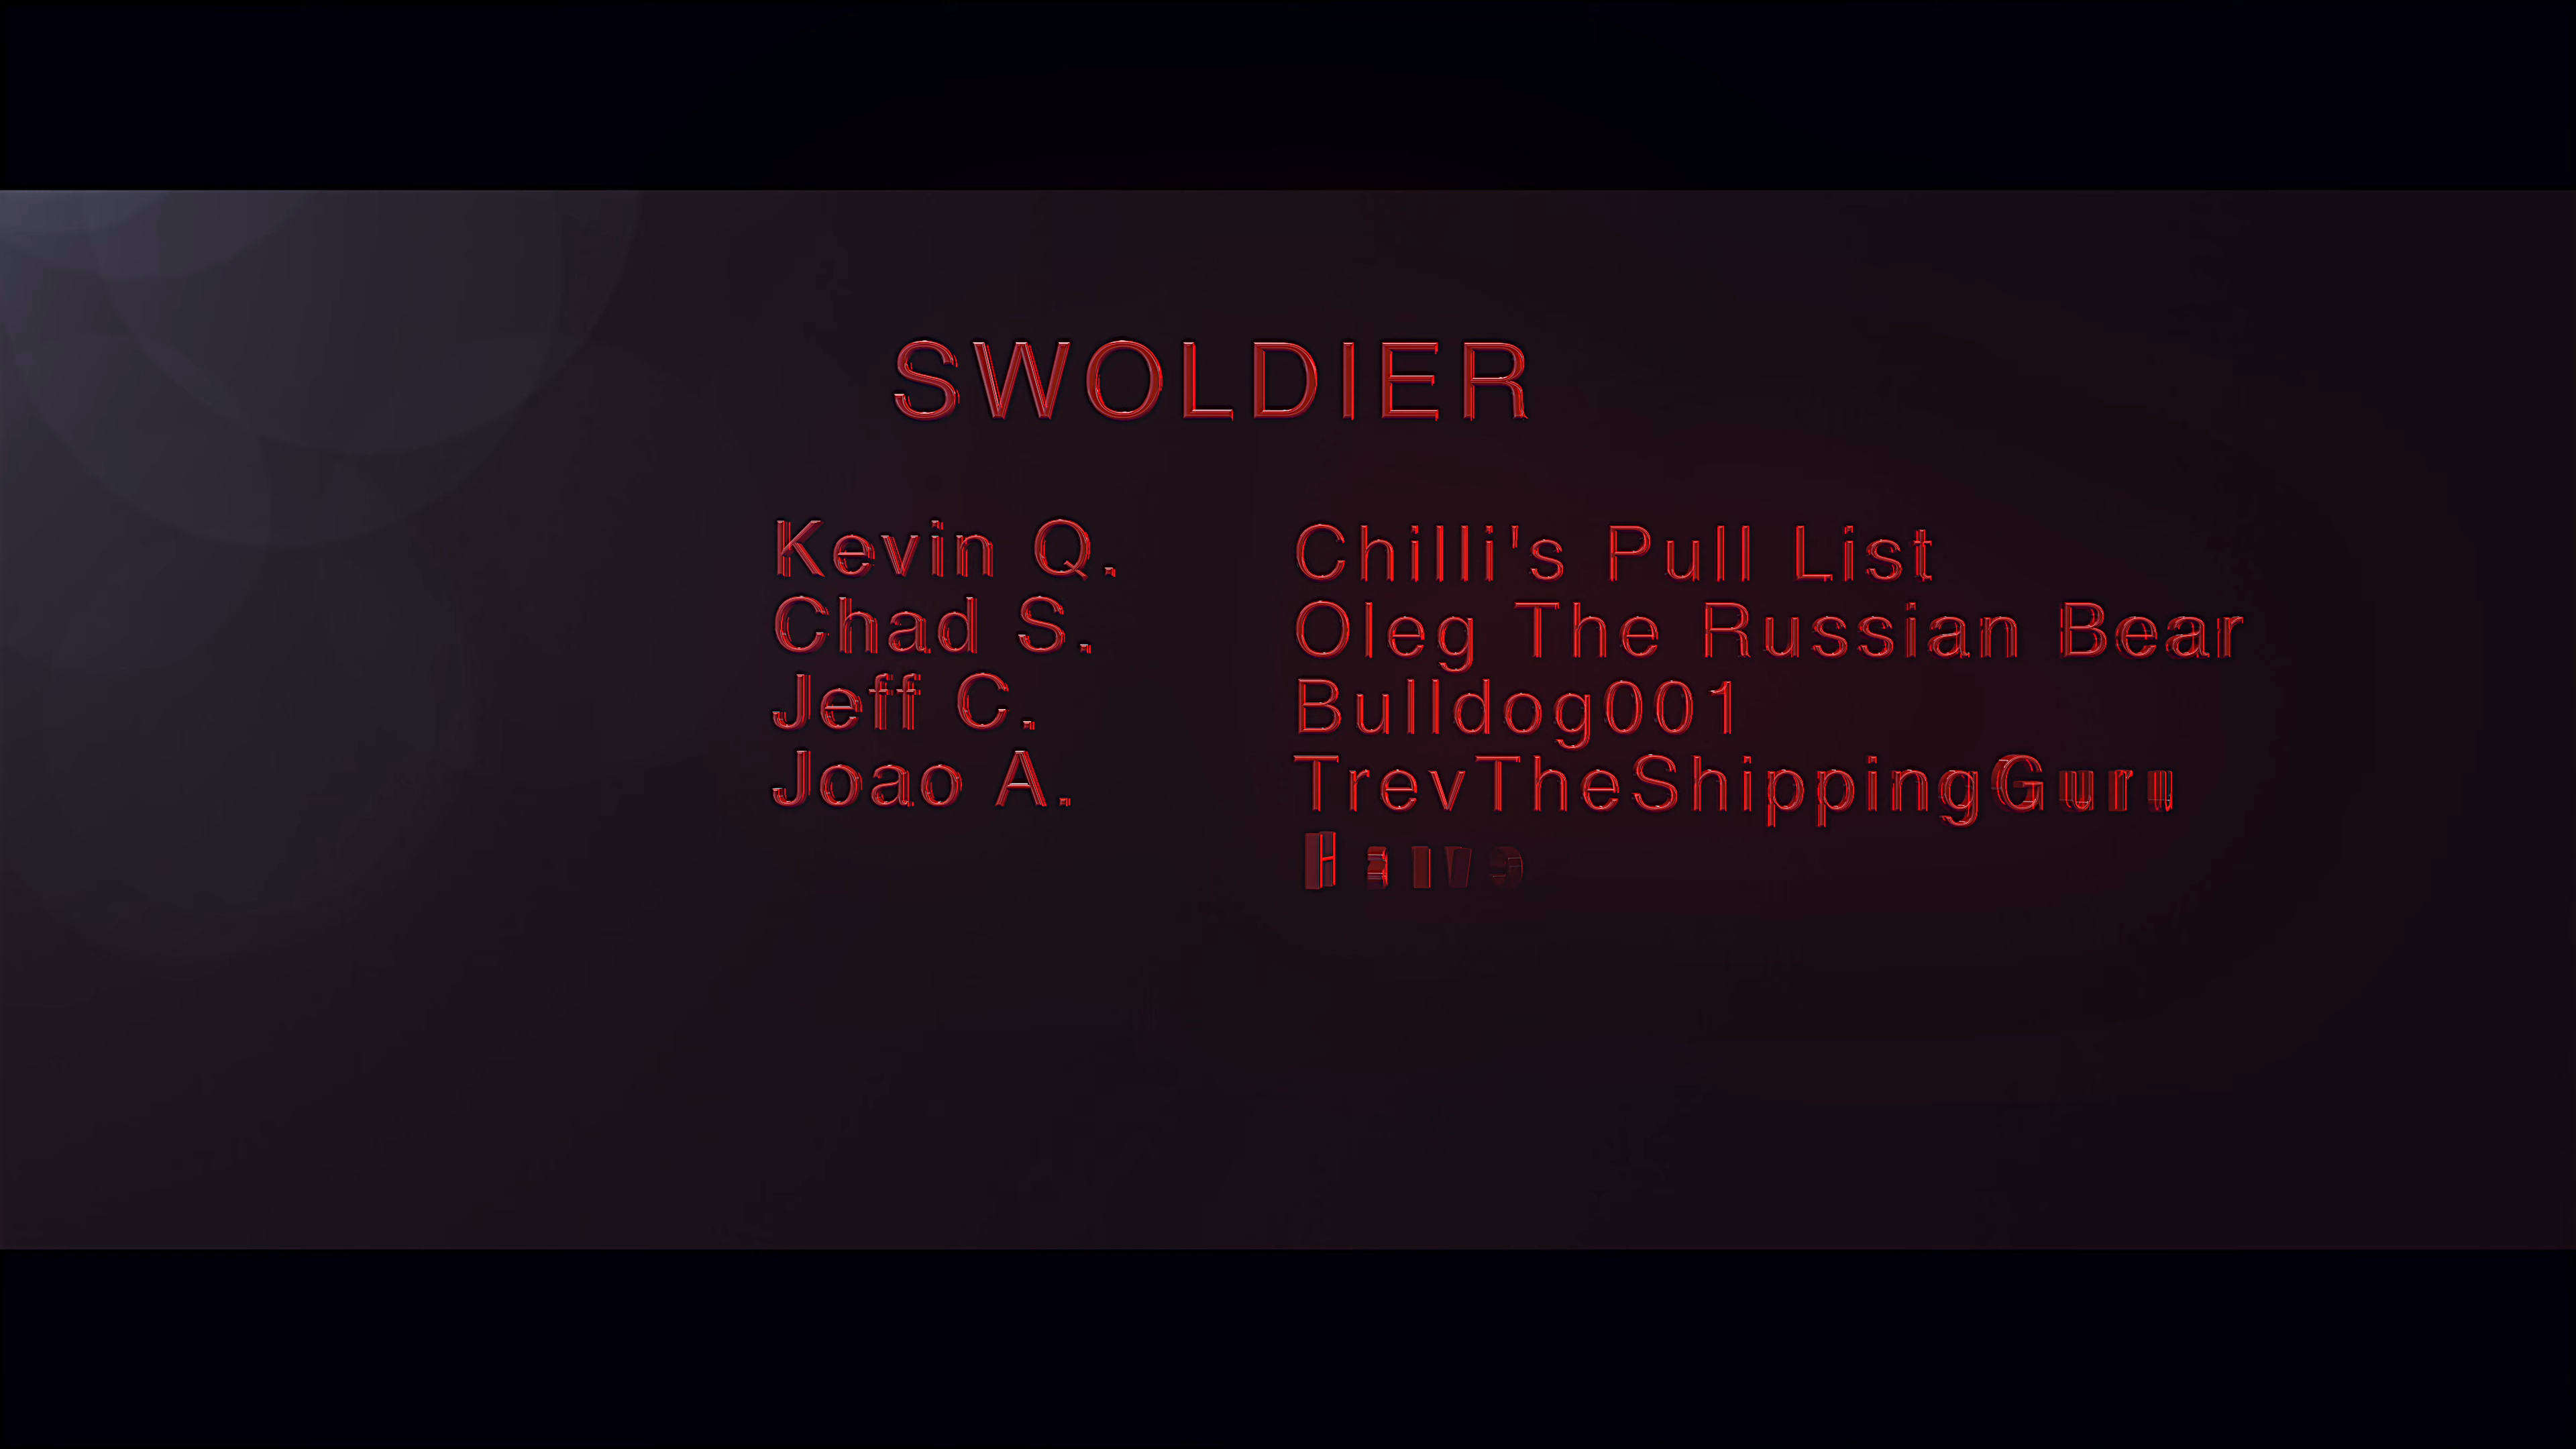 SWOLDIER
Kevin Q.
Chad S.
Jeff C.
Joao A.
Chilli's Pull List
Oleg The Russian Bear
Bulldog001
TrevTheShippingGuru